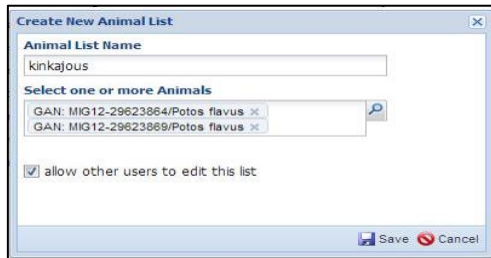 Create New Animal List
Animal List Name
kinkajous
Select one or more Animals
GAN: MIG12-29623864/Potos flavus
GAN: MIG12-29623869/Potos flavus
allow other users to edit this list
Save Cancel